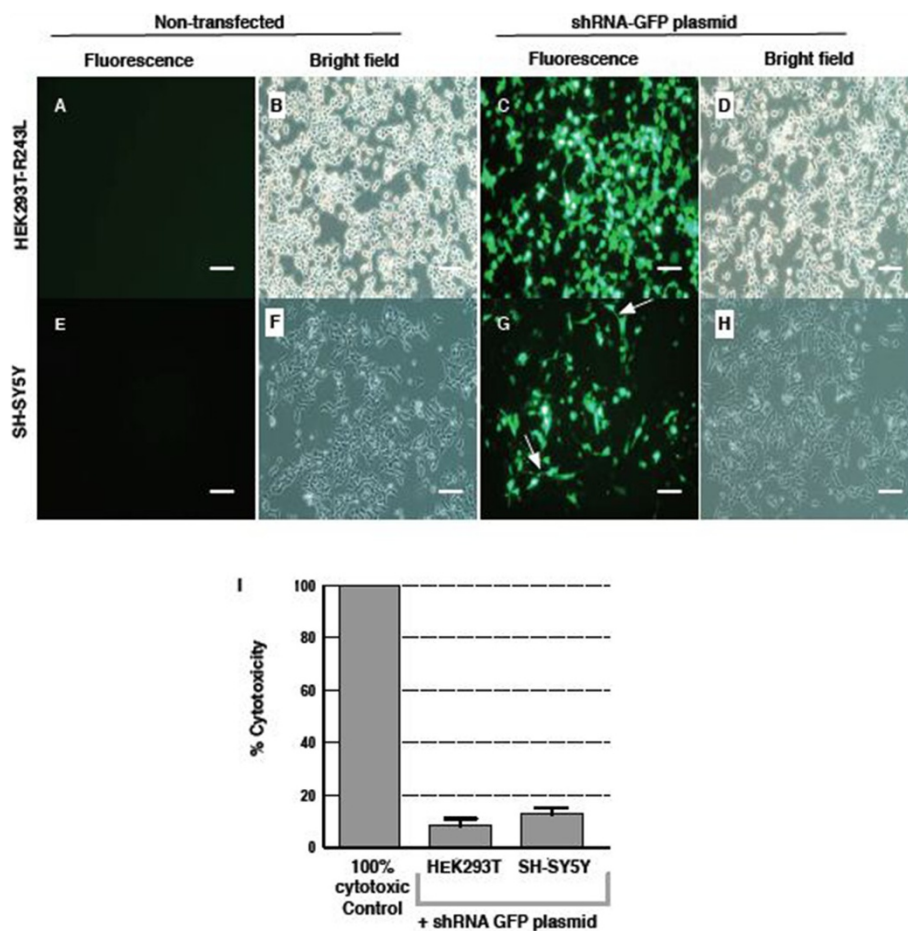 Non-transfected shRNA-GFP plasmid
Fluorescence Bright field Fluorescence Bright field
HEK293T-R243L
A B C D
SH-SY5Y
E F G H
I
% Cytotoxicity
100
80
60
40
20
0
100% HEK293T SH-SY5Y
cytotoxic
Control
+ shRNA GFP plasmid